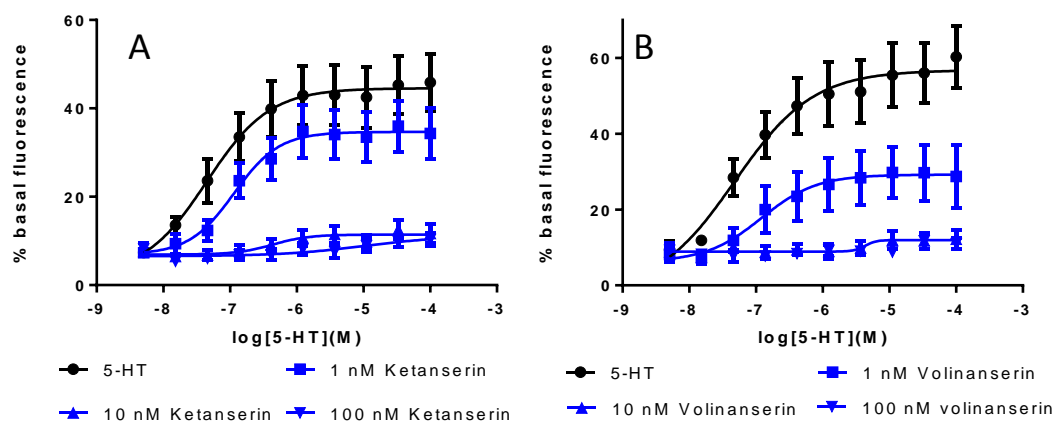 A
B
% basal fluorescence
60
40
20
0
-9 -8 -7 -6 -5 -4 -3
log[5-HT](M)
5-HT
1 nM Ketanserin
10 nM Ketanserin
100 nM Ketanserin
% basal fluorescence
60
40
20
0
-9 -8 -7 -6 -5 -4 -3
log[5-HT](M)
5-HT
1 nM Volinanserin
10 nM Volinanserin
100 nM volinanserin